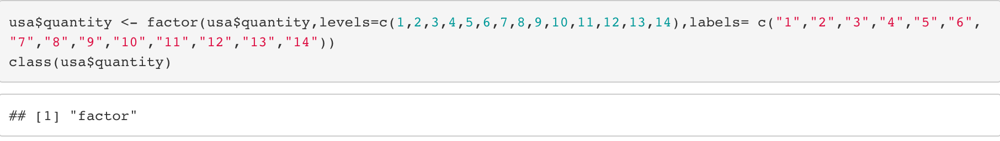 usa$quantity <- factor(usa$quantity,levels=c(1,2,3,4,5,6,7,8,9,10,11,12,13,14),labels= c("1","2","3","4","5","6",
"7","8","9","10","11","12","13","14"))
class(usa$quantity)
## [1] "factor"